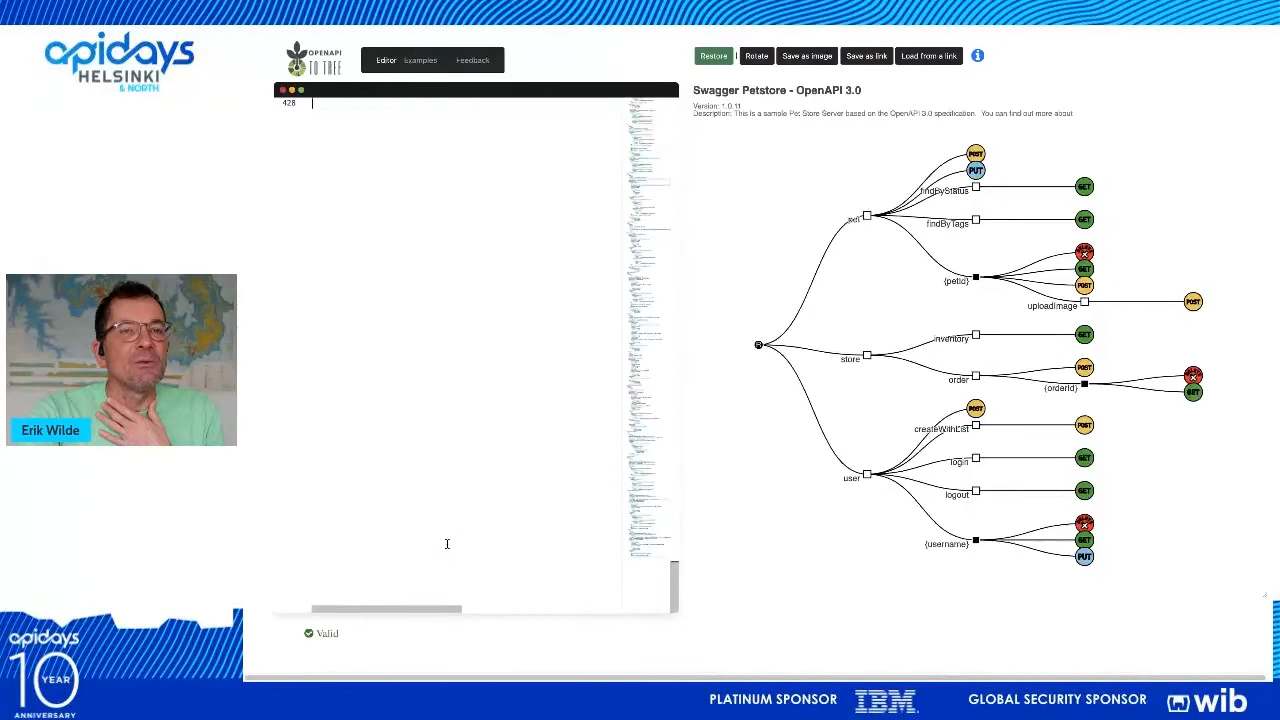 apidays
HELSINKI
& NORTH
OPENAPI
TO TREE
Editor Examples Feedback
Restore | Rotate Save as image Save as link Load from a link i
428
Swagger Petstore - OpenAPI 3.0
Version: 1.0.11
Description: This is a sample Pet Store Server based on the OpenAPI 3.0 specification. You can find out more about
POST
PUT
findByStatus GET
pet
findByTags GET
GET
{petId} POST
uploadImage POST
inventory GET
store
order POST
{orderId} GET
POST
createWithList POST
login GET
user
logout GET
{username} GET
PUT
Erik Wilde
Valid
apidays
10
YEAR
ANNIVERSARY
PLATINUM SPONSOR IBM GLOBAL SECURITY SPONSOR wib